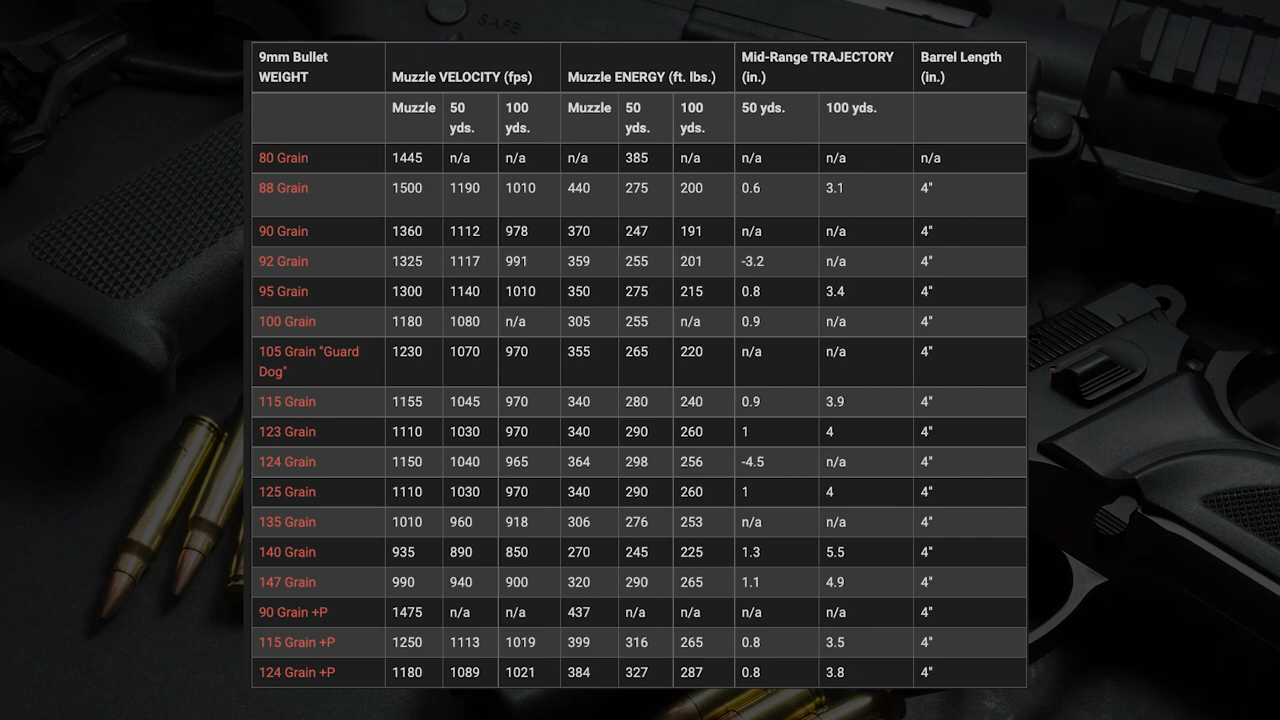 SAFE
9mm Bullet WEIGHT Muzzle VELOCITY (fps) Muzzle ENERGY (ft. lbs.) Mid-Range TRAJECTORY (in.) Barrel Length (in.)
Muzzle 50 yds. 100 yds. Muzzle 50 yds. 100 yds. 50 yds. 100 yds.
80 Grain 1445 n/a n/a n/a 385 n/a n/a n/a n/a
88 Grain 1500 1190 1010 440 275 200 0.6 3.1 4"
90 Grain 1360 1112 978 370 247 191 n/a n/a 4"
92 Grain 1325 1117 991 359 255 201 -3.2 n/a 4"
95 Grain 1300 1140 1010 350 275 215 0.8 3.4 4"
100 Grain 1180 1080 n/a 305 255 n/a 0.9 n/a 4"
105 Grain "Guard Dog" 1230 1070 970 355 265 220 n/a n/a 4"
115 Grain 1155 1045 970 340 280 240 0.9 3.9 4"
123 Grain 1110 1030 970 340 290 260 1 4 4"
124 Grain 1150 1040 965 364 298 256 -4.5 n/a 4"
125 Grain 1110 1030 970 340 290 260 1 4 4"
135 Grain 1010 960 918 306 276 253 n/a n/a 4"
140 Grain 935 890 850 270 245 225 1.3 5.5 4"
147 Grain 990 940 900 320 290 265 1.1 4.9 4"
90 Grain +P 1475 n/a n/a 437 n/a n/a n/a n/a 4"
115 Grain +P 1250 1113 1019 399 316 265 0.8 3.5 4"
124 Grain +P 1180 1089 1021 384 327 287 0.8 3.8 4"